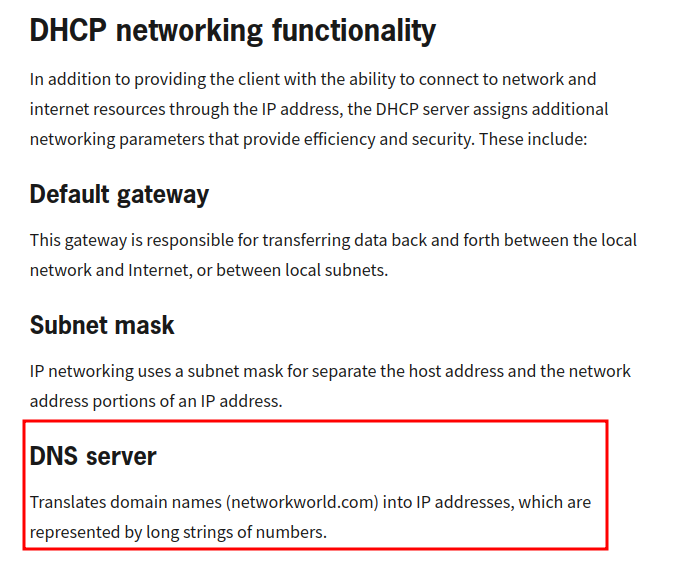 DHCP networking functionality
In addition to providing the client with the ability to connect to network and
internet resources through the IP address, the DHCP server assigns additional
networking parameters that provide efficiency and security. These include:
Default gateway
This gateway is responsible for transferring data back and forth between the local
network and Internet, or between local subnets.
Subnet mask
IP networking uses a subnet mask for separate the host address and the network
address portions of an IP address.
DNS server
Translates domain names (networkworld.com) into IP addresses, which are
represented by long strings of numbers.